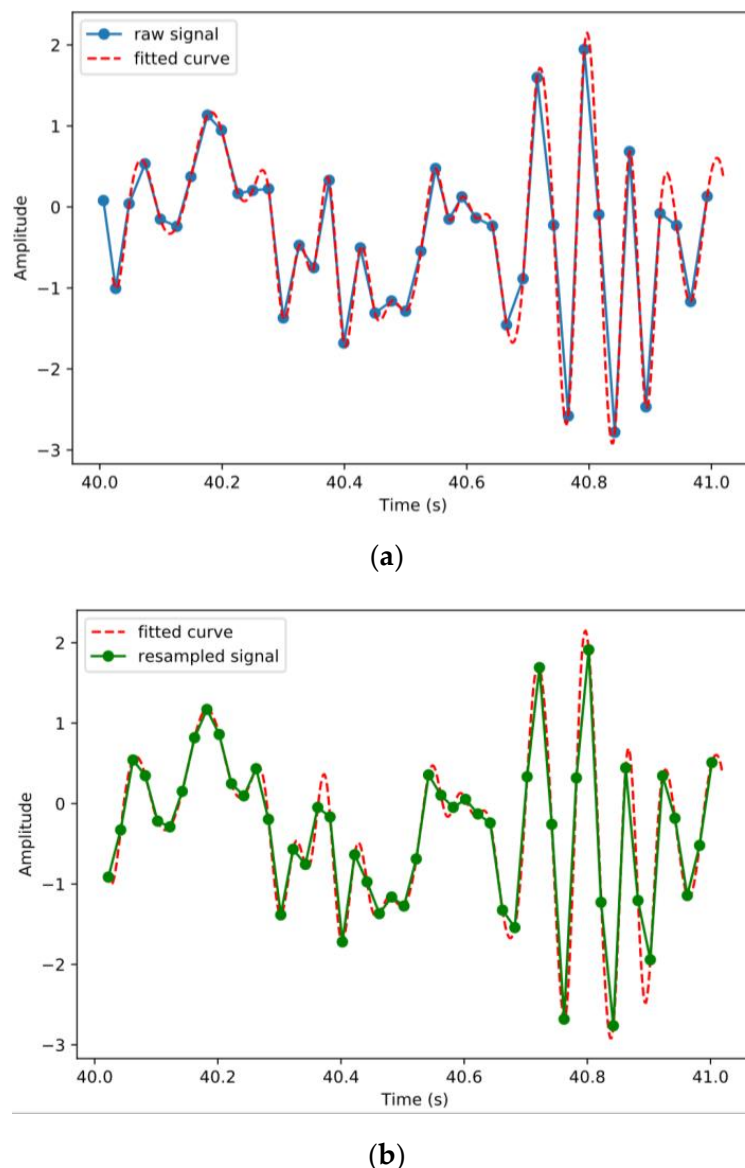 raw signal
fitted curve
2
1
0
−1
−2
−3
Amplitude
40.0 40.2 40.4 40.6 40.8 41.0
Time (s)
(a)
fitted curve
resampled signal
2
1
0
−1
−2
−3
Amplitude
40.0 40.2 40.4 40.6 40.8 41.0
Time (s)
(b)